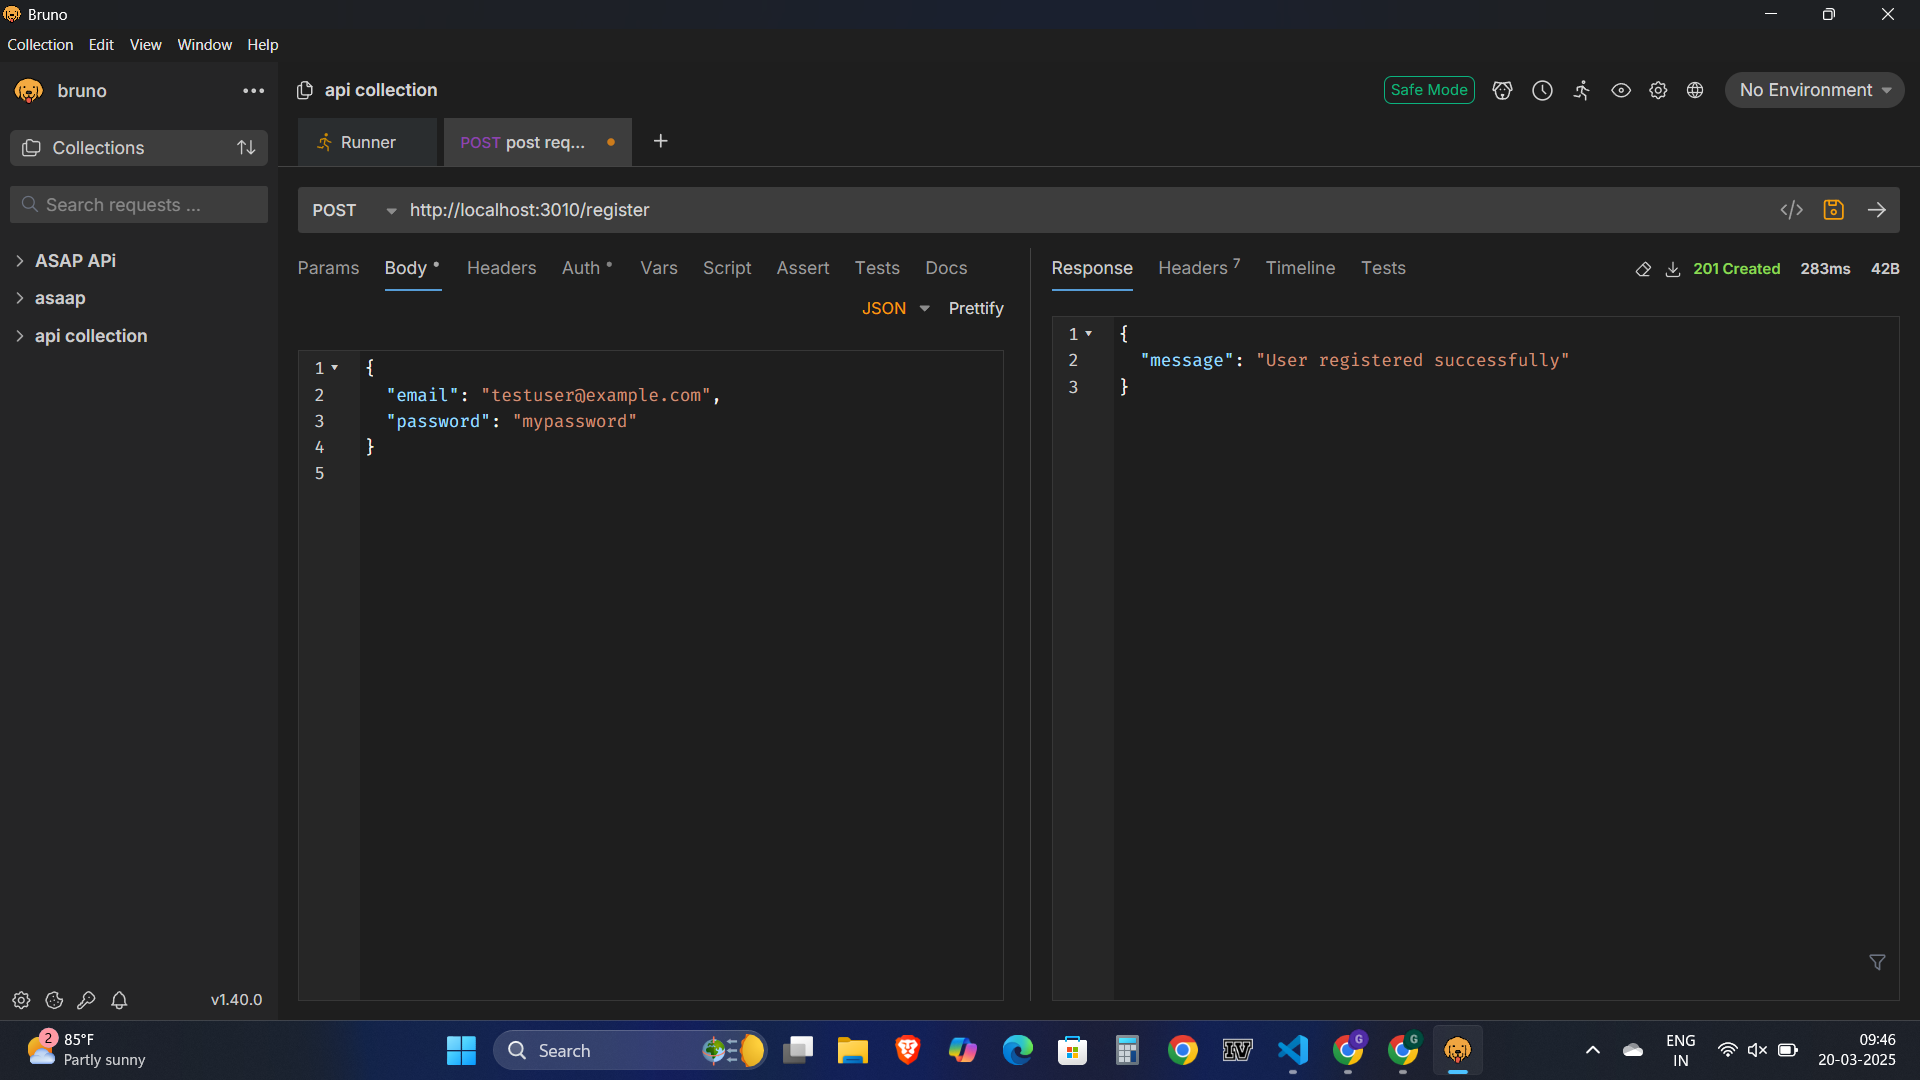 Bruno
Collection Edit View Window Help
bruno
api collection
Safe Mode
No Environment
Collections
Runner
POST post req...
Search requests ...
POST http://localhost:3010/register
ASAP APi
asaap
api collection
Params Body Headers Auth Vars Script Assert Tests Docs
JSON Prettify
1 {
2 "email": "testuser@example.com",
3 "password": "mypassword"
4 }
5
Response Headers 7 Timeline Tests
201 Created 283ms 42B
1 {
2 "message": "User registered successfully"
3 }
v1.40.0
2
85°F
Partly sunny
Search
IV
G
G
ENG
IN
09:46
20-03-2025